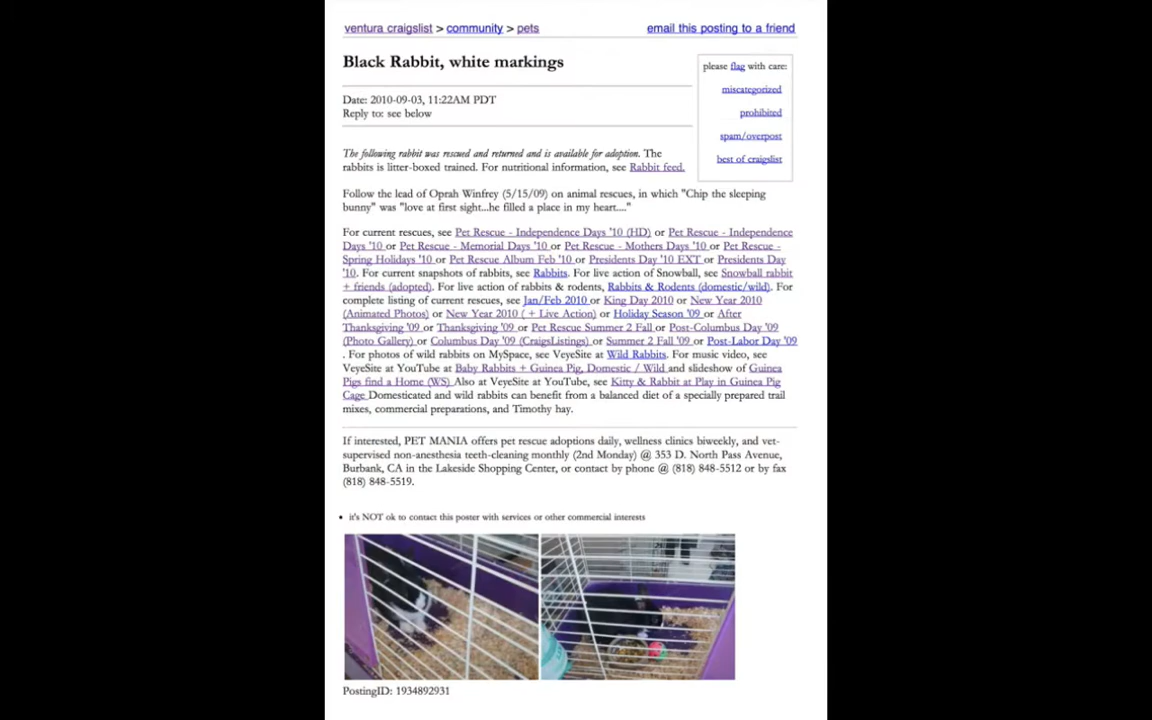 ventura craigslist > community > pets
email this posting to a friend
Black Rabbit, white markings
please flag with care:
miscategorized
prohibited
spam/overpost
best of craigslist
Date: 2010-09-03, 11:22AM PDT
Reply to: see below
The following rabbit was rescued and returned and is available for adoption. The
rabbits is litter-boxed trained. For nutritional information, see Rabbit feed.
Follow the lead of Oprah Winfrey (5/15/09) on animal rescues, in which "Chip the sleeping
bunny" was "love at first sight...he filled a place in my heart...."
For current rescues, see Pet Rescue - Independence Days '10 (HD) or Pet Rescue - Independence
Days '10 or Pet Rescue - Memorial Days '10 or Pet Rescue - Mothers Days '10 or Pet Rescue -
Spring Holidays '10 or Pet Rescue Album Feb '10 or Presidents Day '10 EXT or Presidents Day
'10. For current snapshots of rabbits, see Rabbits. For live action of Snowball, see Snowball rabbit
+ friends (adopted). For live action of rabbits & rodents, Rabbits & Rodents (domestic/wild). For
complete listing of current rescues, see Jan/Feb 2010 or King Day 2010 or New Year 2010
(Animated Photos) or New Year 2010 ( + Live Action) or Holiday Season '09 or After
Thanksgiving '09 or Thanksgiving '09 or Pet Rescue Summer 2 Fall or Post-Columbus Day '09
(Photo Gallery) or Columbus Day '09 (CraigsListings) or Summer 2 Fall '09 or Post-Labor Day '09
. For photos of wild rabbits on MySpace, see VeyeSite at Wild Rabbits. For music video, see
VeyeSite at YouTube at Baby Rabbits + Guinea Pig, Domestic / Wild and slideshow of Guinea
Pigs find a Home (WS) Also at VeyeSite at YouTube, see Kitty & Rabbit at Play in Guinea Pig
Cage Domesticated and wild rabbits can benefit from a balanced diet of a specially prepared trail
mixes, commercial preparations, and Timothy hay.
If interested, PET MANIA offers pet rescue adoptions daily, wellness clinics biweekly, and vet-
supervised non-anesthesia teeth-cleaning monthly (2nd Monday) @ 353 D. North Pass Avenue,
Burbank, CA in the Lakeside Shopping Center, or contact by phone @ (818) 848-5512 or by fax
(818) 848-5519.
• it's NOT ok to contact this poster with services or other commercial interests
PostingID: 1934892931